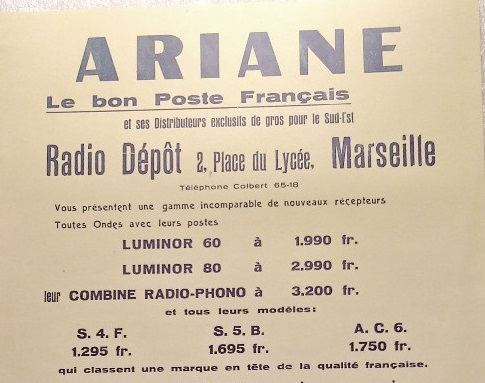 ARIANE
Le bon Poste Français
et ses Distributeurs exclusifs de gros pour le Sud-Est
Radio Dépôt 2, Place du Lycée, Marseille
Téléphone Colbert 65-18
Vous présentent une gamme incomparable de nouveaux récepteurs
Toutes Ondes avec leurs postes
LUMINOR 60 à 1.990 fr.
LUMINOR 80 à 2.990 fr.
leur COMBINE RADIO-PHONO à 3.200 fr.
et tous leurs modèles:
S. 4. F. S. 5. B. A. C. 6.
1.295 fr. 1.695 fr. 1.750 fr.
qui classent une marque en tête de la qualité française.